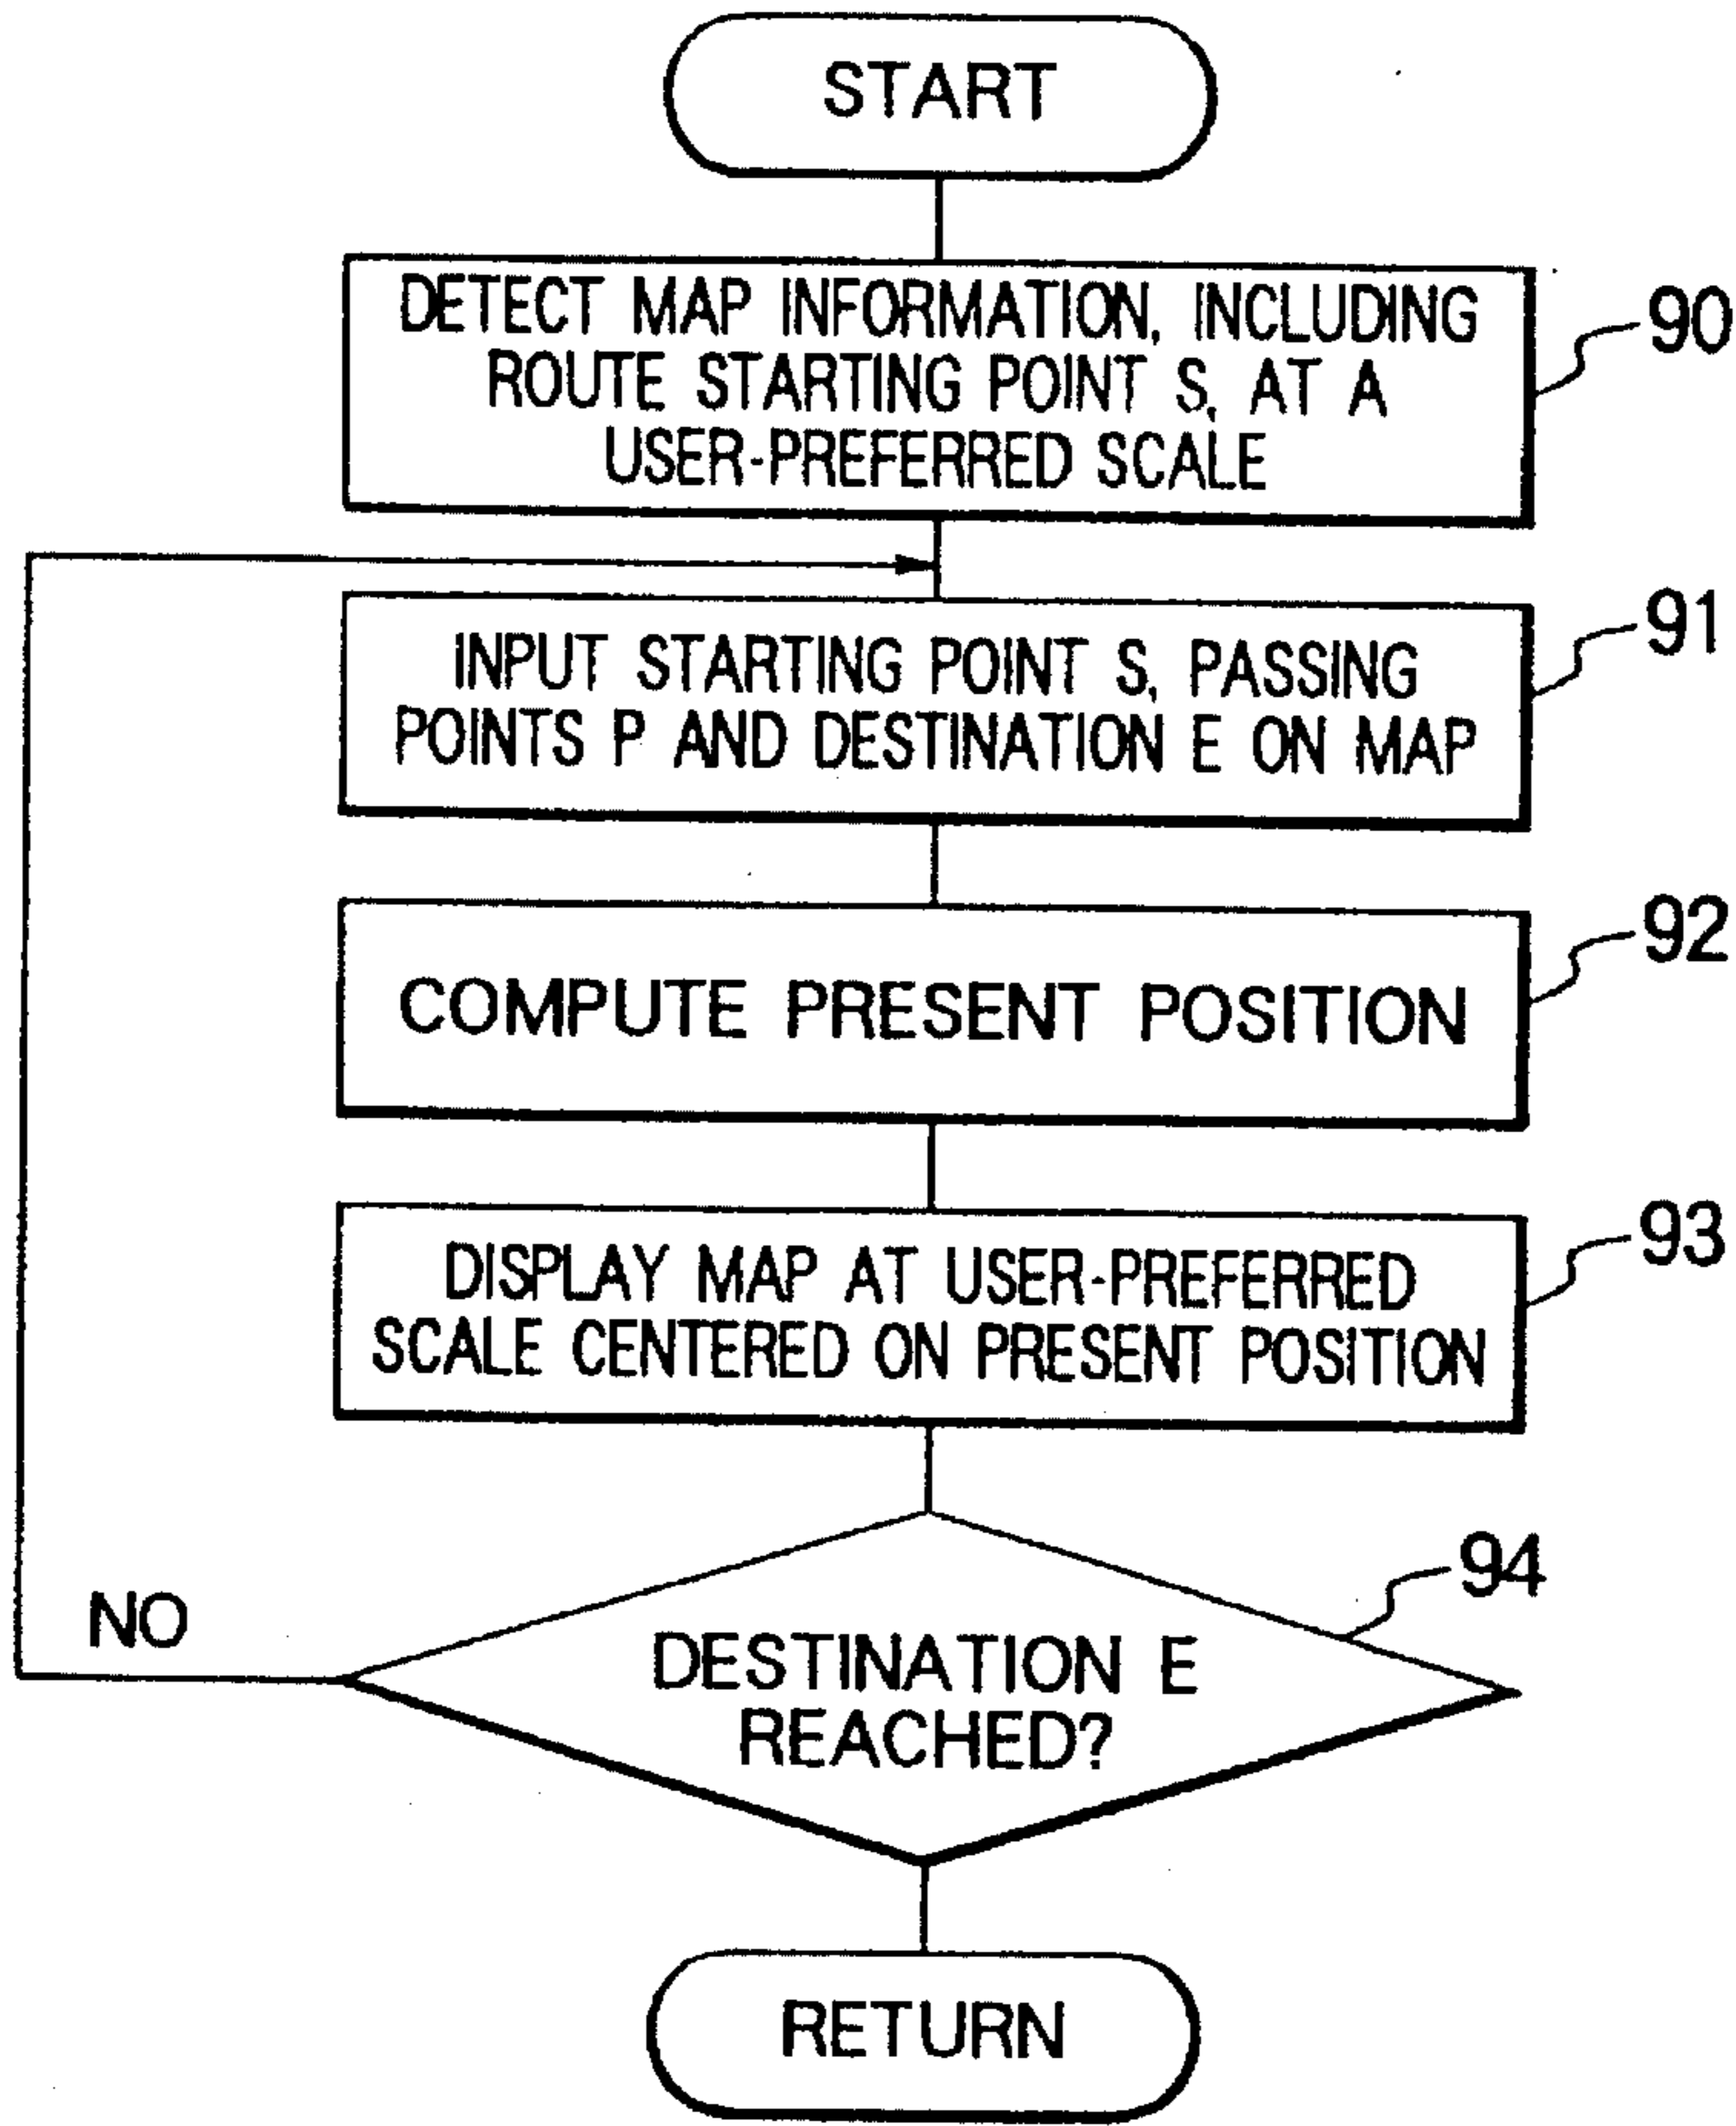 START
DETECT MAP INFORMATION, INCLUDING
ROUTE STARTING POINT S, AT A
USER-PREFERRED SCALE
90
INPUT STARTING POINT S, PASSING
POINTS P AND DESTINATION E ON MAP
91
COMPUTE PRESENT POSITION
92
DISPLAY MAP AT USER-PREFERRED
SCALE CENTERED ON PRESENT POSITION
93
DESTINATION E
REACHED?
94
NO
RETURN